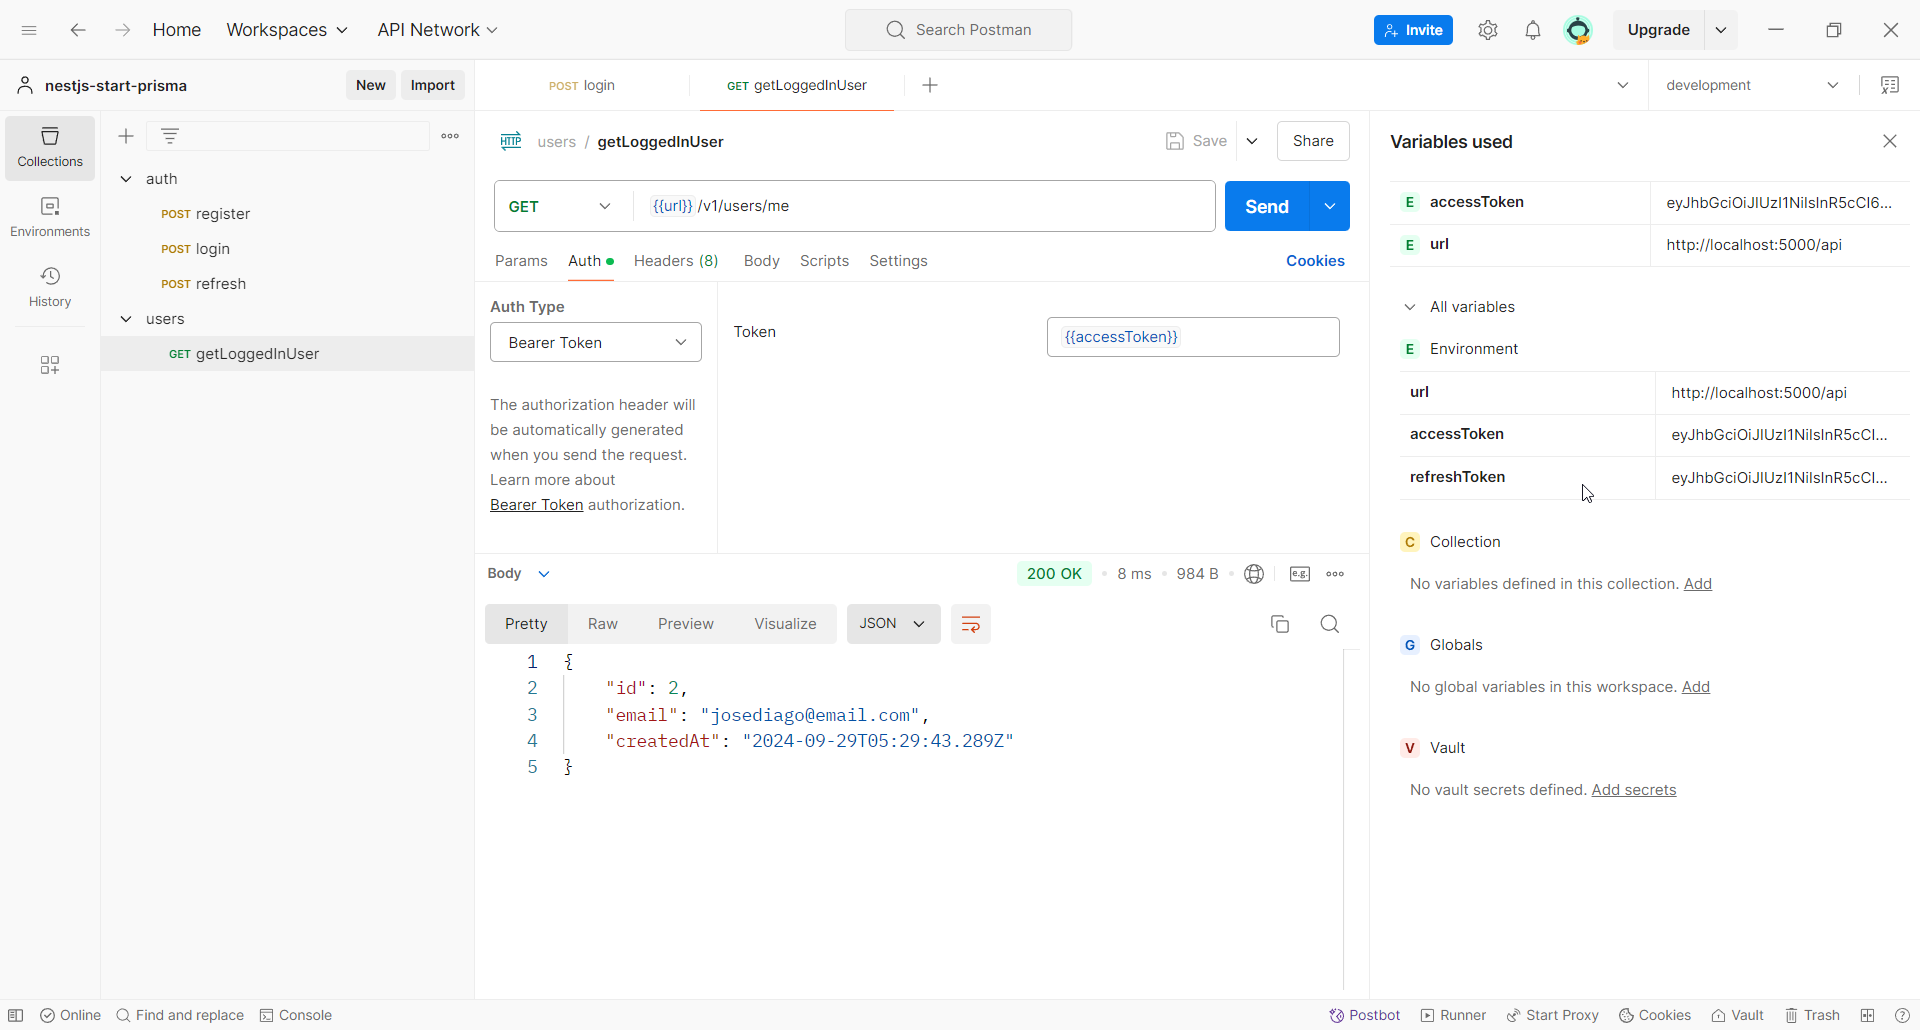 Home Workspaces API Network Search Postman Invite Upgrade
nestjs-start-prisma New Import POST login GET getLoggedInUser development
Collections
Environments
History
auth
POST register
POST login
POST refresh
users
GET getLoggedInUser
HTTP users / getLoggedInUser Save Share
GET {{url}} /v1/users/me Send
Params Auth Headers (8) Body Scripts Settings Cookies
Auth Type
Bearer Token
The authorization header will
be automatically generated
when you send the request.
Learn more about
Bearer Token authorization.
Token {{accessToken}}
Body 200 OK 8 ms 984 B e.g.
Pretty Raw Preview Visualize JSON
1 {
2 "id": 2,
3 "email": "josediago@email.com",
4 "createdAt": "2024-09-29T05:29:43.289Z"
5 }
Variables used
E accessToken eyJhbGciOiJIUzI1NiIsInR5cCI6...
E url http://localhost:5000/api
All variables
E Environment
url http://localhost:5000/api
accessToken eyJhbGciOiJIUzI1NiIsInR5cCI...
refreshToken eyJhbGciOiJIUzI1NiIsInR5cCI...
C Collection
No variables defined in this collection. Add
G Globals
No global variables in this workspace. Add
V Vault
No vault secrets defined. Add secrets
Online Find and replace Console Postbot Runner Start Proxy Cookies Vault Trash